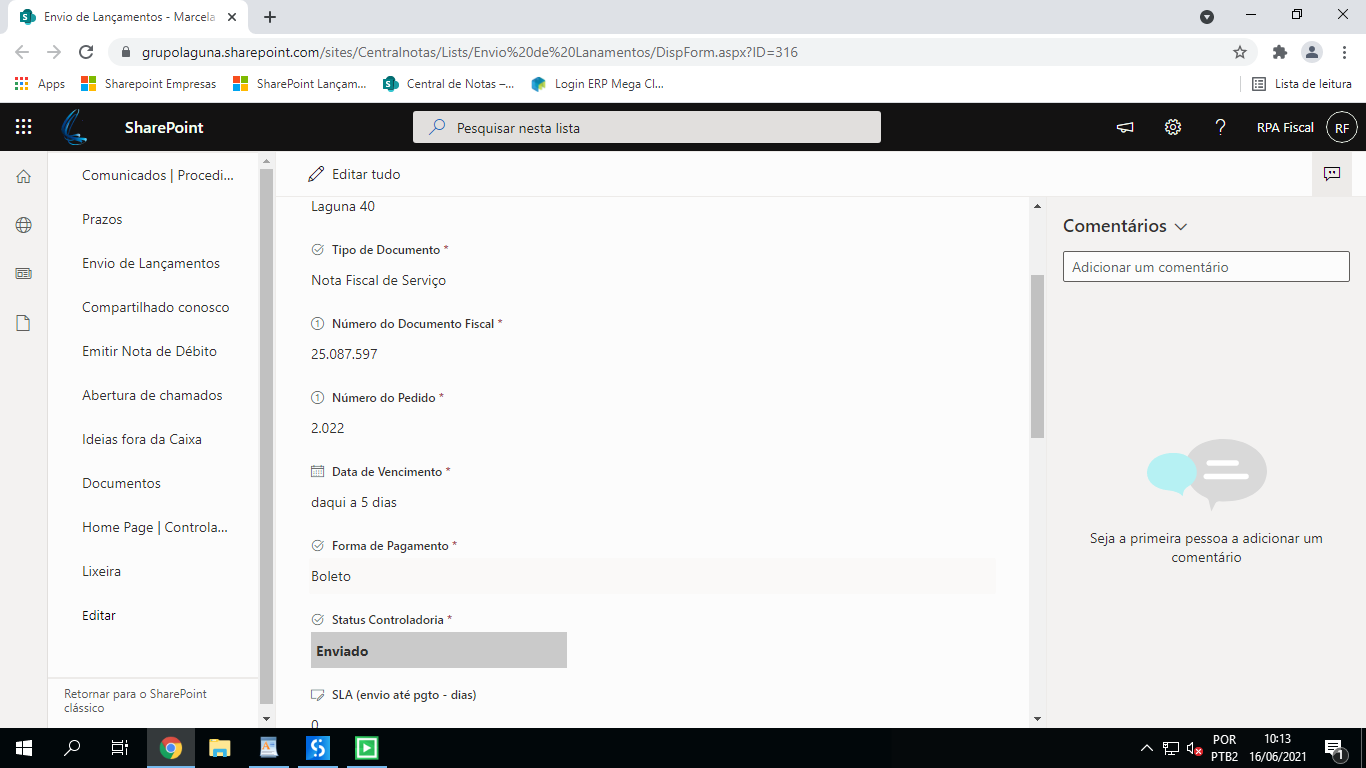 Envio de Lançamentos - Marcela
grupolaguna.sharepoint.com/sites/Centralnotas/Lists/Envio%20de%20Lanamentos/DispForm.aspx?ID=316
Apps
Sharepoint Empresas
SharePoint Lançam...
Central de Notas –...
Login ERP Mega Cl...
Lista de leitura
SharePoint
Pesquisar nesta lista
?
RPA Fiscal
RF
Comunicados | Procedi...
Prazos
Envio de Lançamentos
Compartilhado conosco
Emitir Nota de Débito
Abertura de chamados
Ideias fora da Caixa
Documentos
Home Page | Controla...
Lixeira
Editar
Retornar para o SharePoint
clássico
Editar tudo
Laguna 40
Tipo de Documento *
Nota Fiscal de Serviço
Número do Documento Fiscal *
25.087.597
Número do Pedido *
2.022
Data de Vencimento *
daqui a 5 dias
Forma de Pagamento *
Boleto
Status Controladoria *
Enviado
SLA (envio até pgto - dias)
0
Comentários
Adicionar um comentário
Seja a primeira pessoa a adicionar um
comentário
POR
PTB2
10:13
16/06/2021
1